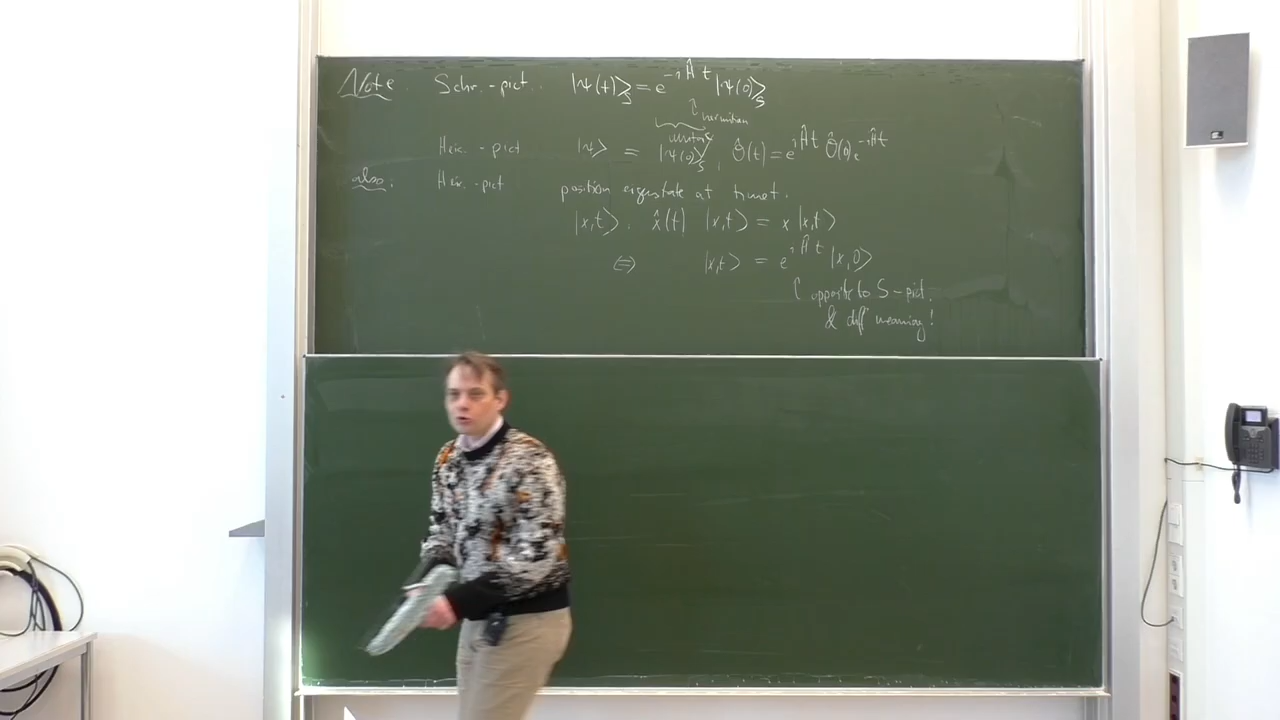 Note. Schr.-pict. |ψ(t)⟩_S = e^{-iĤt} |ψ(0)⟩_S
hermitian
unitary
Heis.-pict |ψ⟩ = |ψ(0)⟩_S, Ô(t) = e^{iĤt} Ô(0) e^{-iĤt}
also: Heis.-pict position eigenstate at time t.
|x,t⟩. x̂(t) |x,t⟩ = x |x,t⟩
⇔ |x,t⟩ = e^{iĤt} |x,0⟩
opposite to S-pict.
& diff meaning!